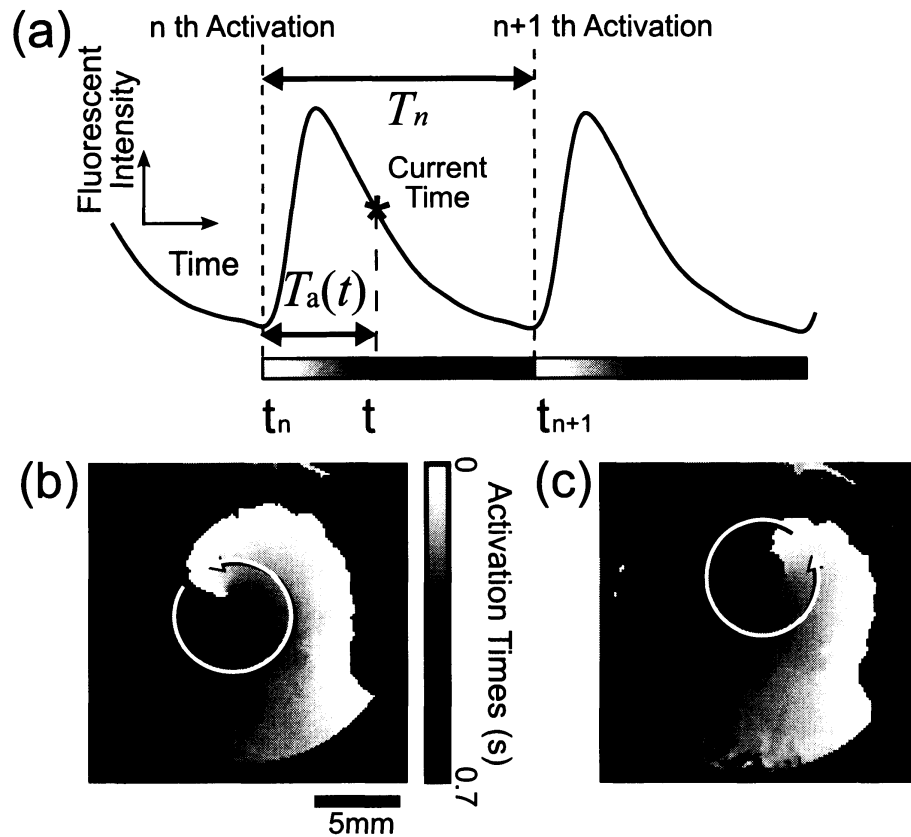 (a)
n th Activation
n+1 th Activation
Fluorescent
Intensity
Time
Tn
Current
Time
Ta(t)
tn
t
tn+1
(b)
0
Activation Times (s)
0.7
5mm
(c)